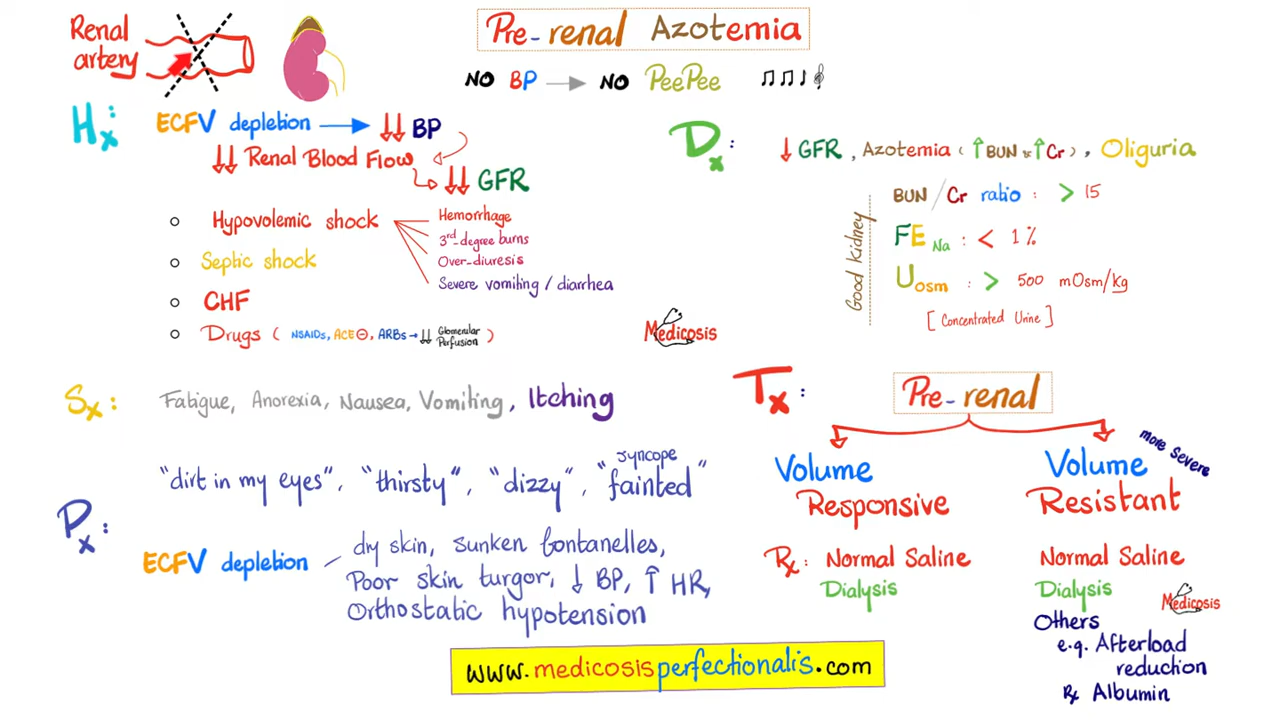 Renal
artery
Pre-renal Azotemia
NO BP → NO PeePee
Hx:
ECFV depletion → ↓↓ BP
↓↓ Renal Blood Flow
↓↓ GFR
○ Hypovolemic shock
Hemorrhage
3rd-degree burns
Over-diuresis
Severe vomiting / diarrhea
○ Septic shock
○ CHF
○ Drugs ( NSAIDs, ACE⊖, ARBs → ↓↓ Glomerular
Perfusion )
Medicosis
Sx:
Fatigue, Anorexia, Nausea, Vomiting, Itching
"dirt in my eyes", "thirsty", "dizzy", "fainted"
syncope
Px:
ECFV depletion
dry skin, sunken fontanelles,
Poor skin turgor, ↓ BP, ↑ HR,
Orthostatic hypotension
Dx:
↓ GFR, Azotemia (↑BUN & ↑Cr), Oliguria
Good kidney
BUN/Cr ratio : > 15
FENa : < 1%
Uosm : > 500 mOsm/kg
[Concentrated Urine]
Tx:
Pre-renal
Volume
Responsive
Rx: Normal Saline
Dialysis
more severe
Volume
Resistant
Normal Saline
Dialysis
Others
e.g. Afterload
reduction
Rx Albumin
Medicosis
www.medicosisperfectionalis.com